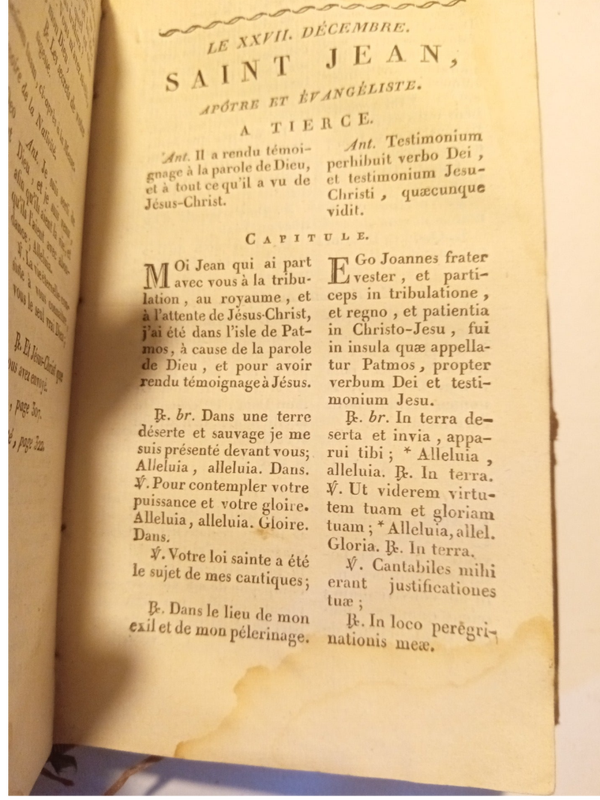 LE XXVII. DÉCEMBRE.
SAINT JEAN,
APÔTRE ET ÉVANGÉLISTE.
A TIERCE.
Ant. Il a rendu témoi-
gnage à la parole de Dieu,
et à tout ce qu'il a vu de
Jésus-Christ.
Ant. Testimonium
perhibuit verbo Dei,
et testimonium Jesu-
Christi, quæcunque
vidit.
CAPITULE.
MOi Jean qui ai part
avec vous à la tribu-
lation, au royaume, et
à l'attente de Jésus-Christ,
j'ai été dans l'isle de Pat-
mos, à cause de la parole
de Dieu, et pour avoir
rendu témoignage à Jésus.
℟. br. Dans une terre
déserte et sauvage je me
suis présenté devant vous;
Alleluia, alleluia. Dans.
℣. Pour contempler votre
puissance et votre gloire.
Alleluia, alleluia. Gloire.
Dans.
℣. Votre loi sainte a été
le sujet de mes cantiques;
℟. Dans le lieu de mon
exil et de mon pélerinage.
EGo Joannes frater
vester, et parti-
ceps in tribulatione,
et regno, et patientia
in Christo-Jesu, fui
in insula quæ appella-
tur Patmos, propter
verbum Dei et testi-
monium Jesu.
℟. br. In terra de-
serta et invia, appa-
rui tibi; * Alleluia,
alleluia. ℟. In terra.
℣. Ut viderem virtu-
tem tuam et gloriam
tuam; * Alleluia, allel.
Gloria. ℟. In terra.
℣. Cantabiles mihi
erant justificationes
tuæ;
℟. In loco peregri-
nationis meæ.